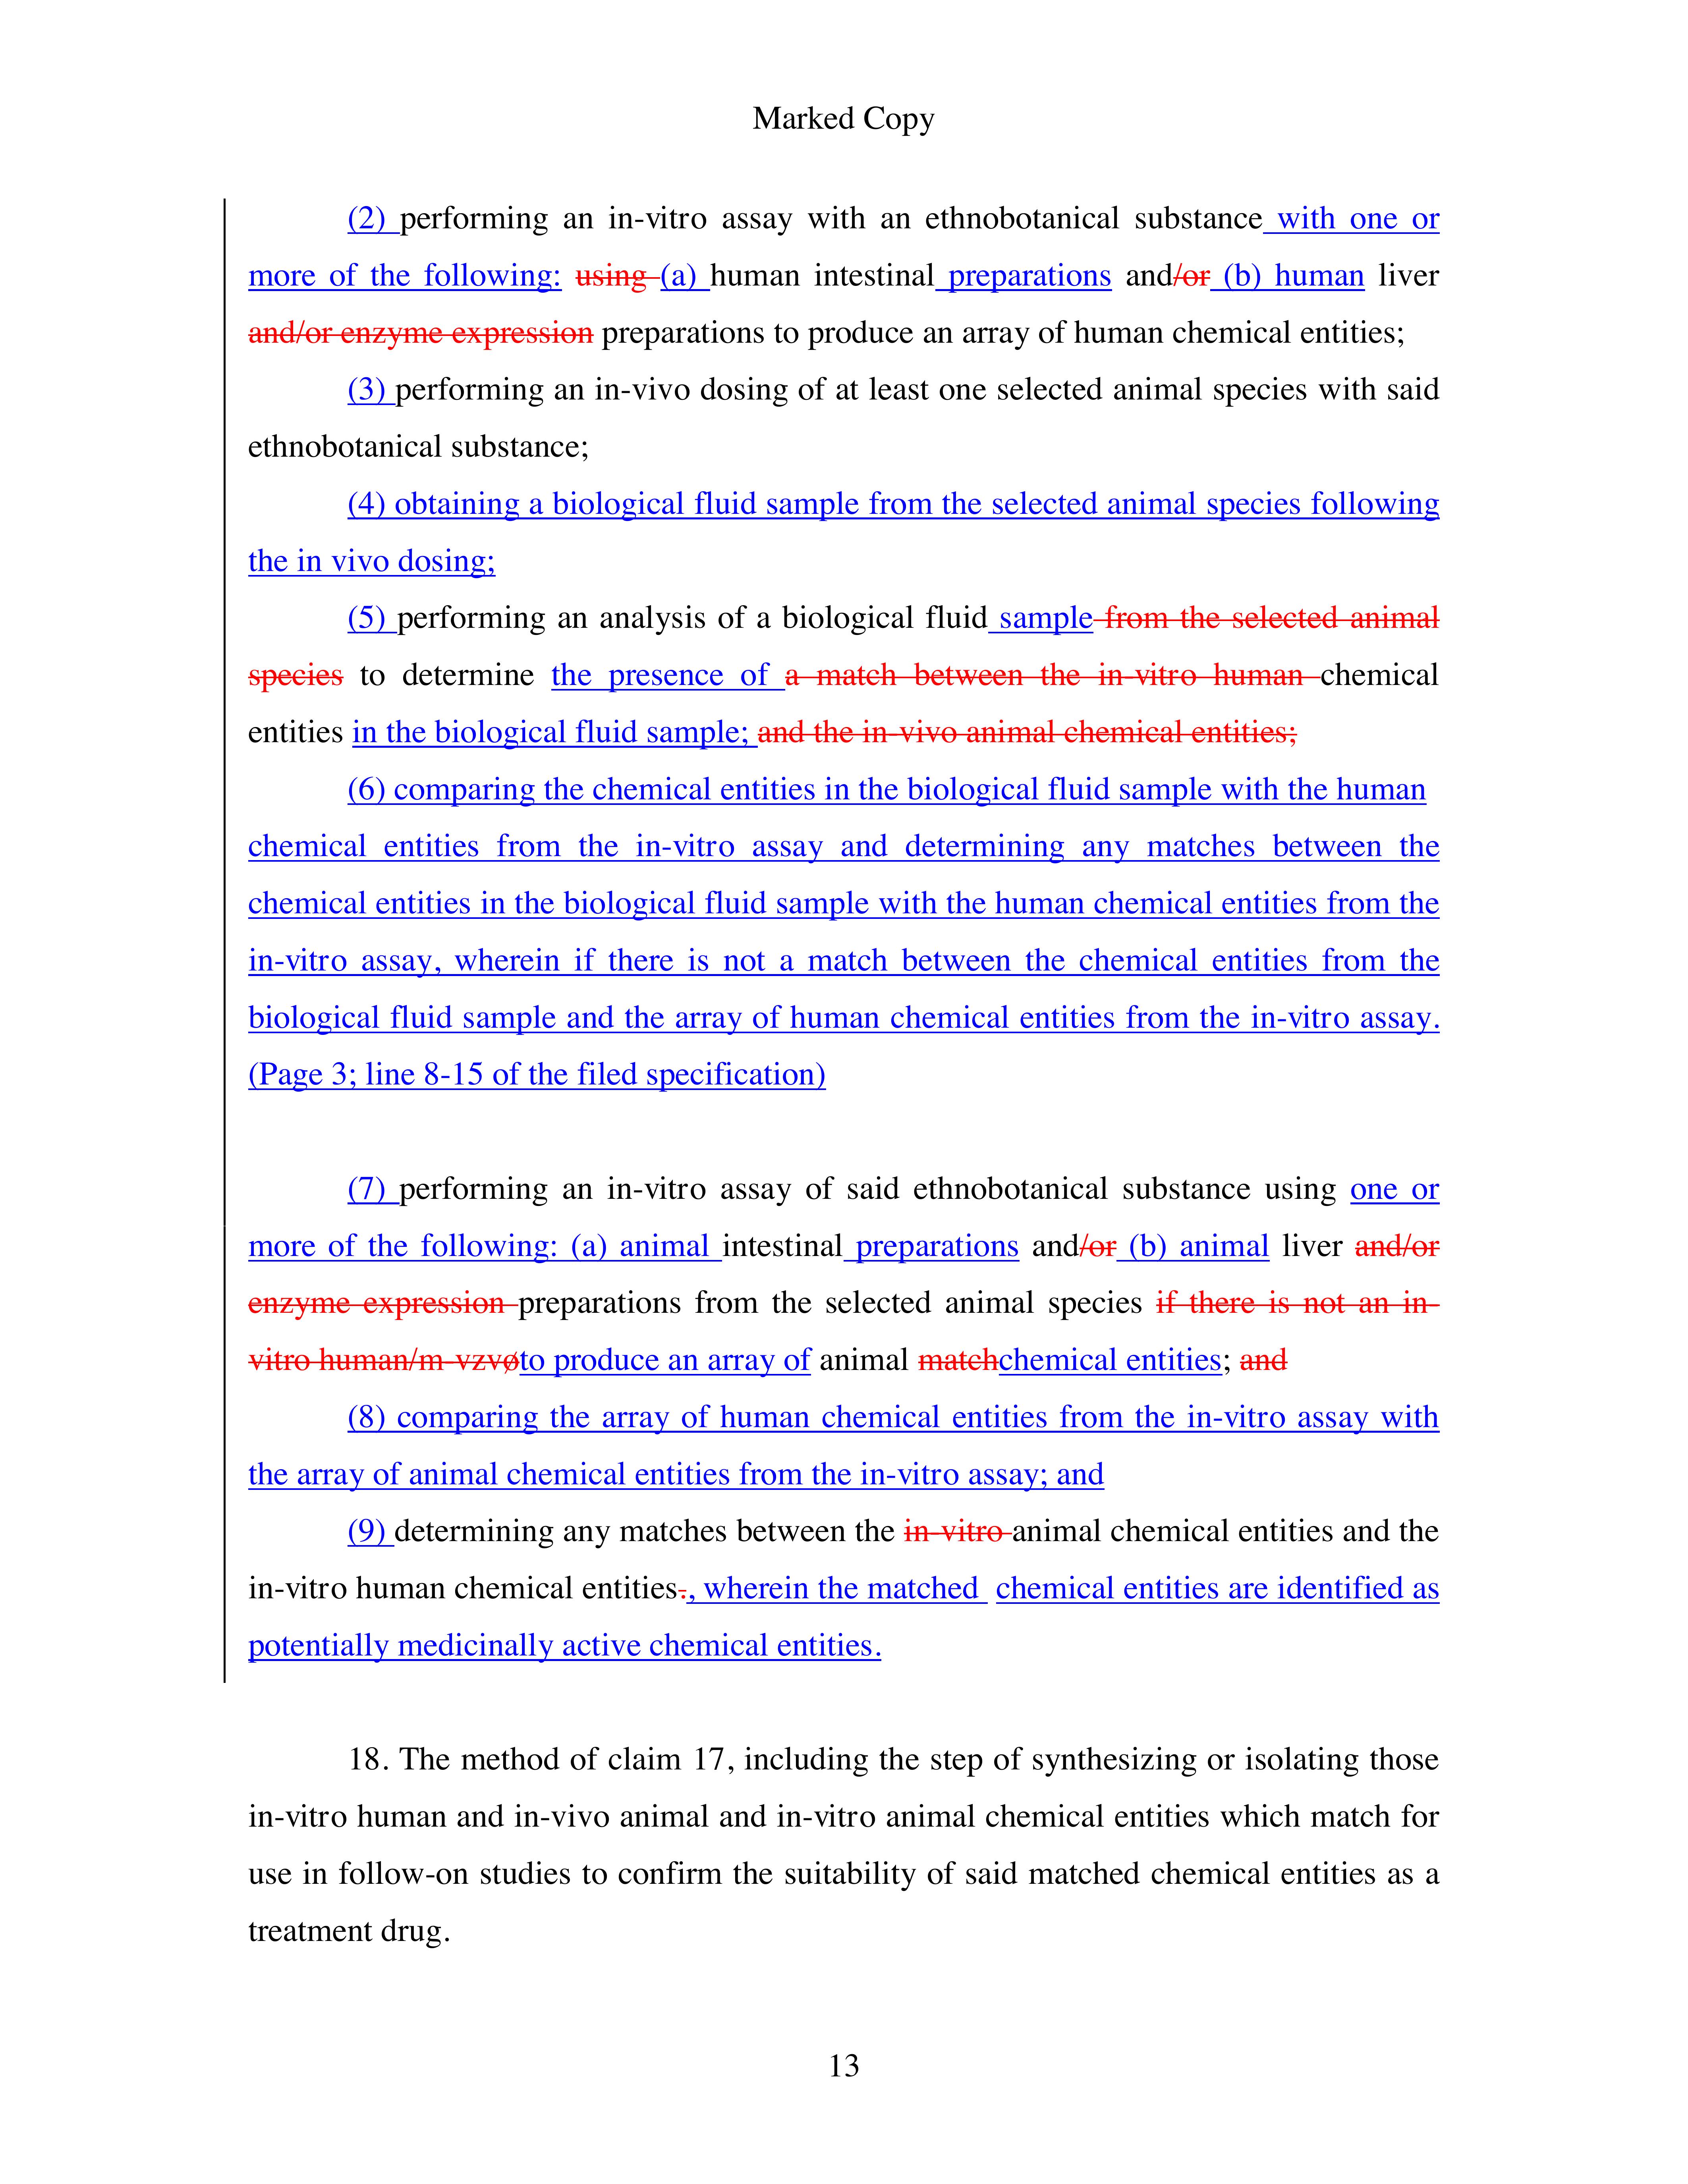 Marked Copy
(2) performing an in-vitro assay with an ethnobotanical substance with one or
more of the following: using (a) human intestinal preparations and/or (b) human liver
and/or enzyme expression preparations to produce an array of human chemical entities;
(3) performing an in-vivo dosing of at least one selected animal species with said
ethnobotanical substance;
(4) obtaining a biological fluid sample from the selected animal species following
the in vivo dosing;
(5) performing an analysis of a biological fluid sample from the selected animal
species to determine the presence of a match between the in-vitro human chemical
entities in the biological fluid sample; and the in-vivo animal chemical entities;
(6) comparing the chemical entities in the biological fluid sample with the human
chemical entities from the in-vitro assay and determining any matches between the
chemical entities in the biological fluid sample with the human chemical entities from the
in-vitro assay, wherein if there is not a match between the chemical entities from the
biological fluid sample and the array of human chemical entities from the in-vitro assay.
(Page 3; line 8-15 of the filed specification)
(7) performing an in-vitro assay of said ethnobotanical substance using one or
more of the following: (a) animal intestinal preparations and/or (b) animal liver and/or
enzyme expression preparations from the selected animal species if there is not an in-
vitro human/m-vzvøto produce an array of animal matchchemical entities; and
(8) comparing the array of human chemical entities from the in-vitro assay with
the array of animal chemical entities from the in-vitro assay; and
(9) determining any matches between the in-vitro animal chemical entities and the
in-vitro human chemical entities., wherein the matched chemical entities are identified as
potentially medicinally active chemical entities.
18. The method of claim 17, including the step of synthesizing or isolating those
in-vitro human and in-vivo animal and in-vitro animal chemical entities which match for
use in follow-on studies to confirm the suitability of said matched chemical entities as a
treatment drug.
13